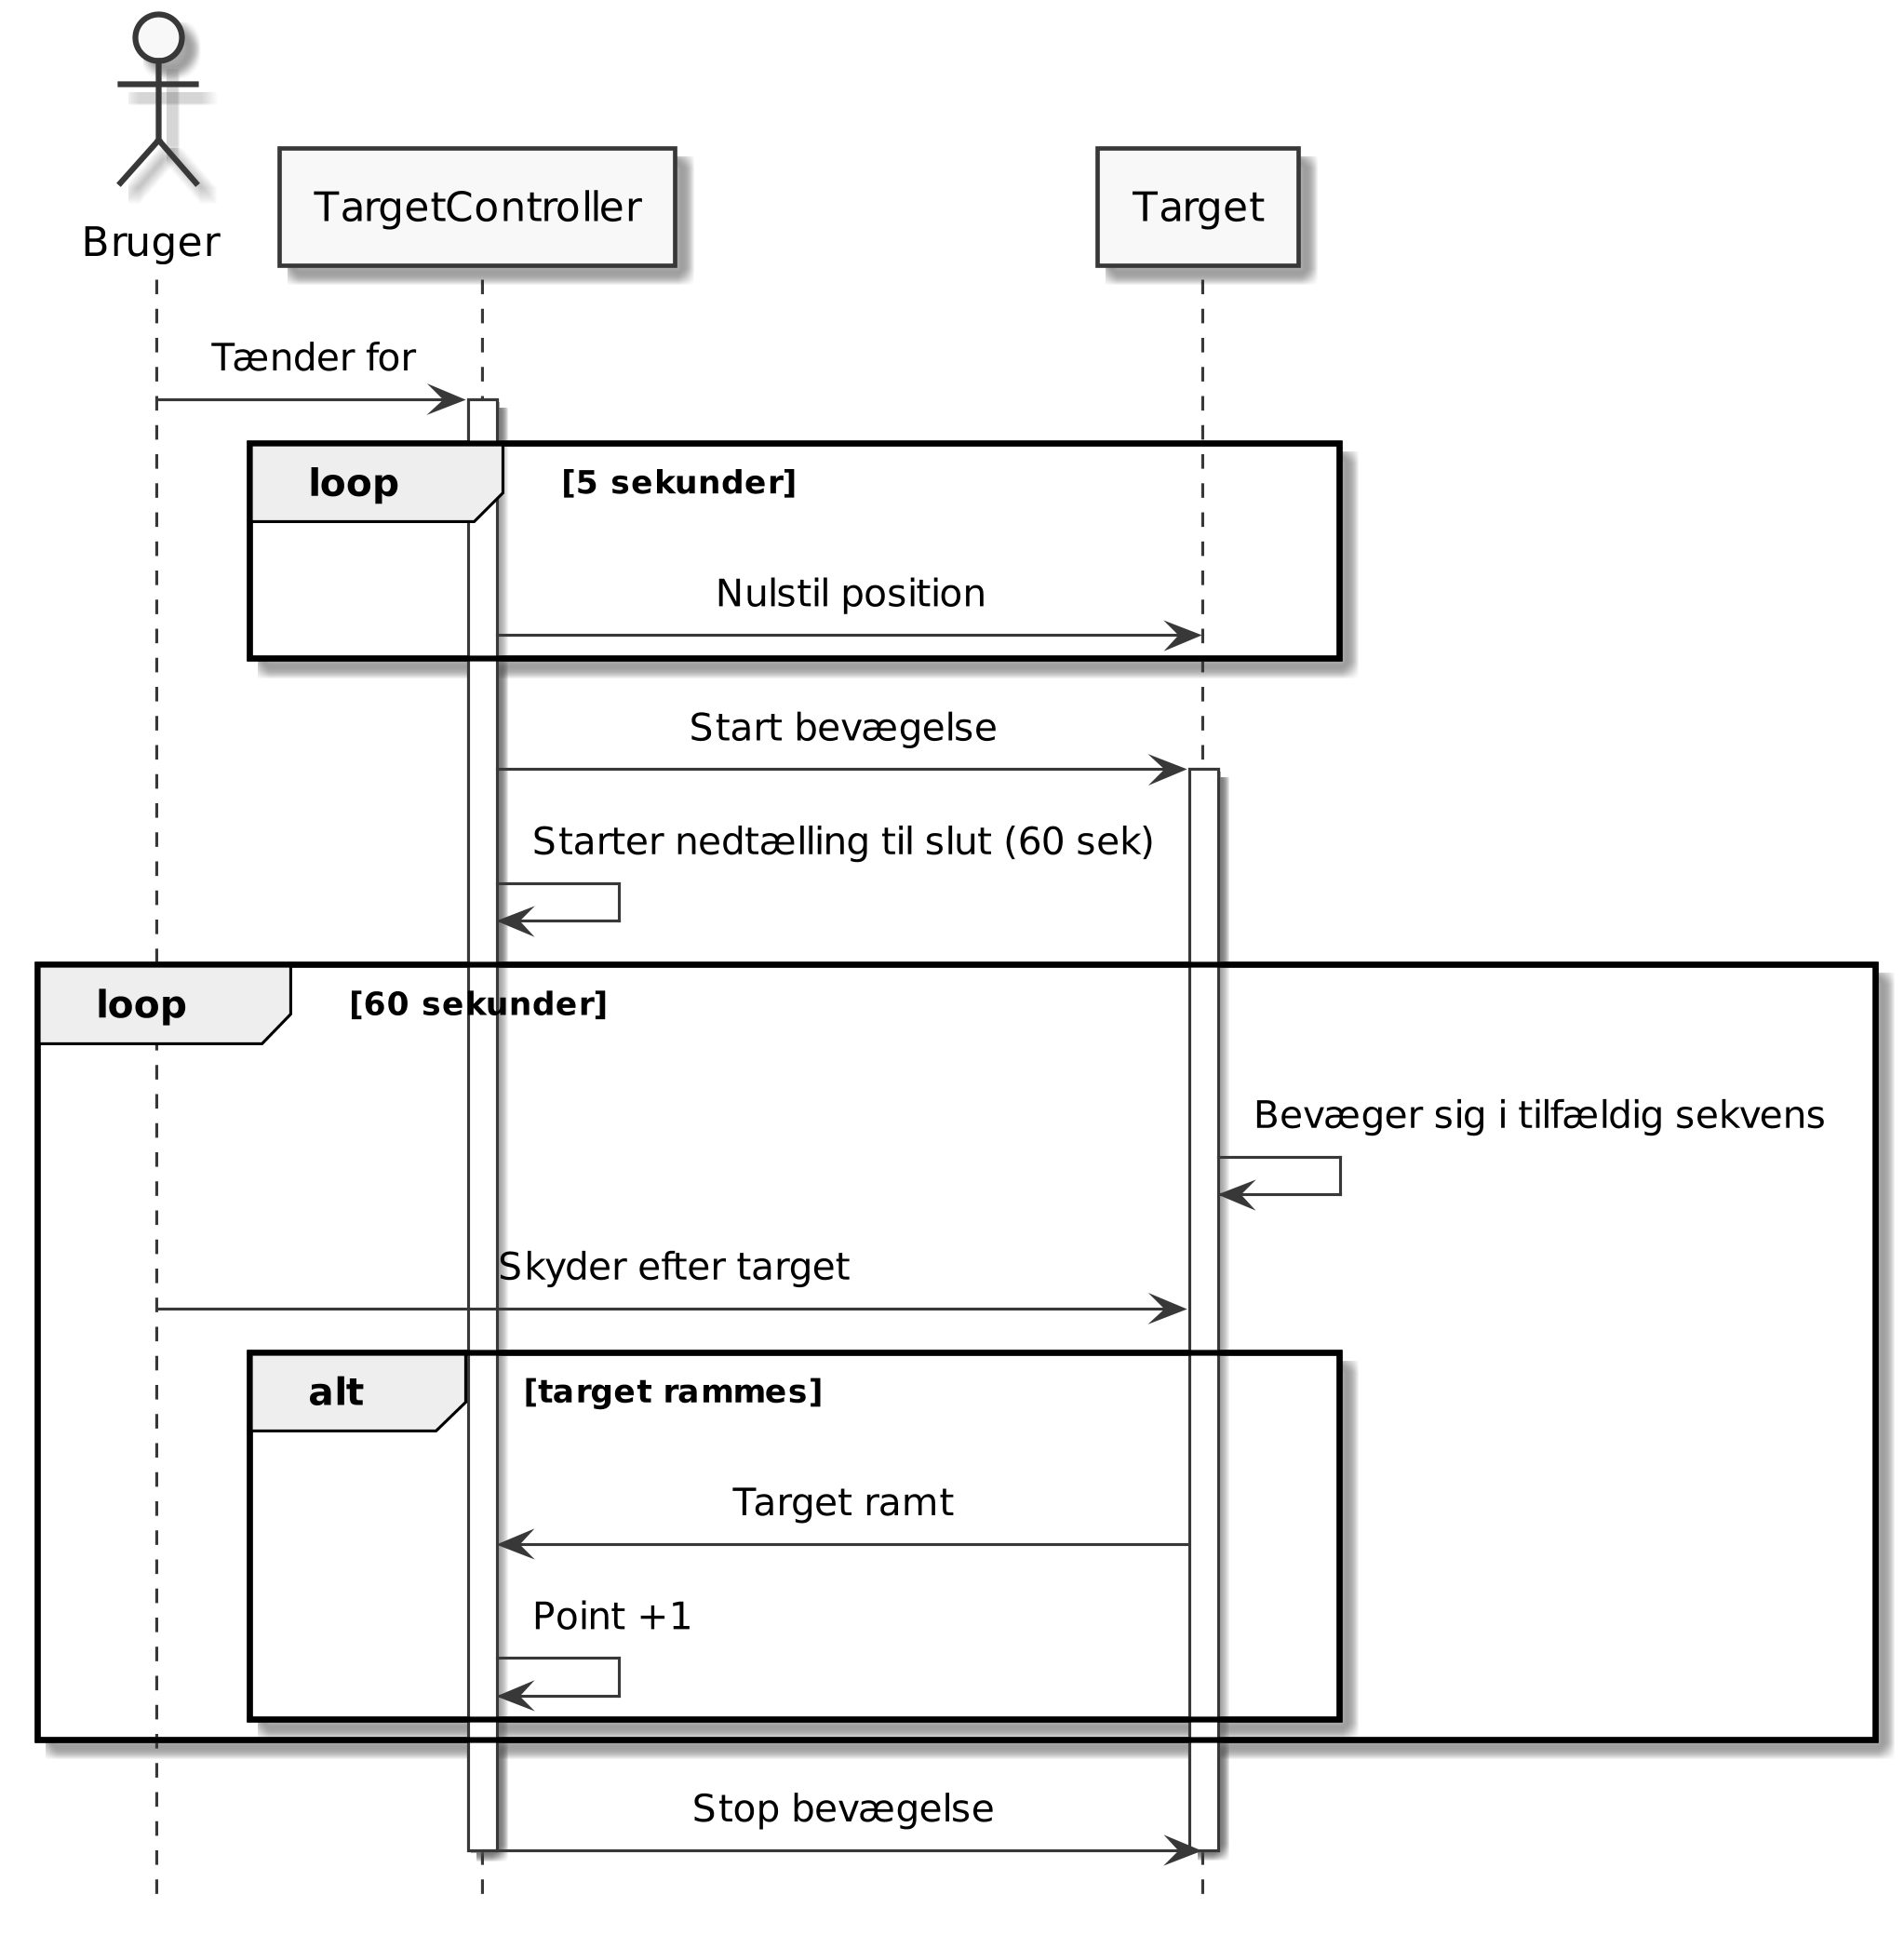 Bruger
TargetController
Target
Tænder for
loop
[5 sekunder]
Nulstil position
Start bevægelse
Starter nedtælling til slut (60 sek)
loop
[60 sekunder]
Bevæger sig i tilfældig sekvens
Skyder efter target
alt
[target rammes]
Target ramt
Point +1
Stop bevægelse